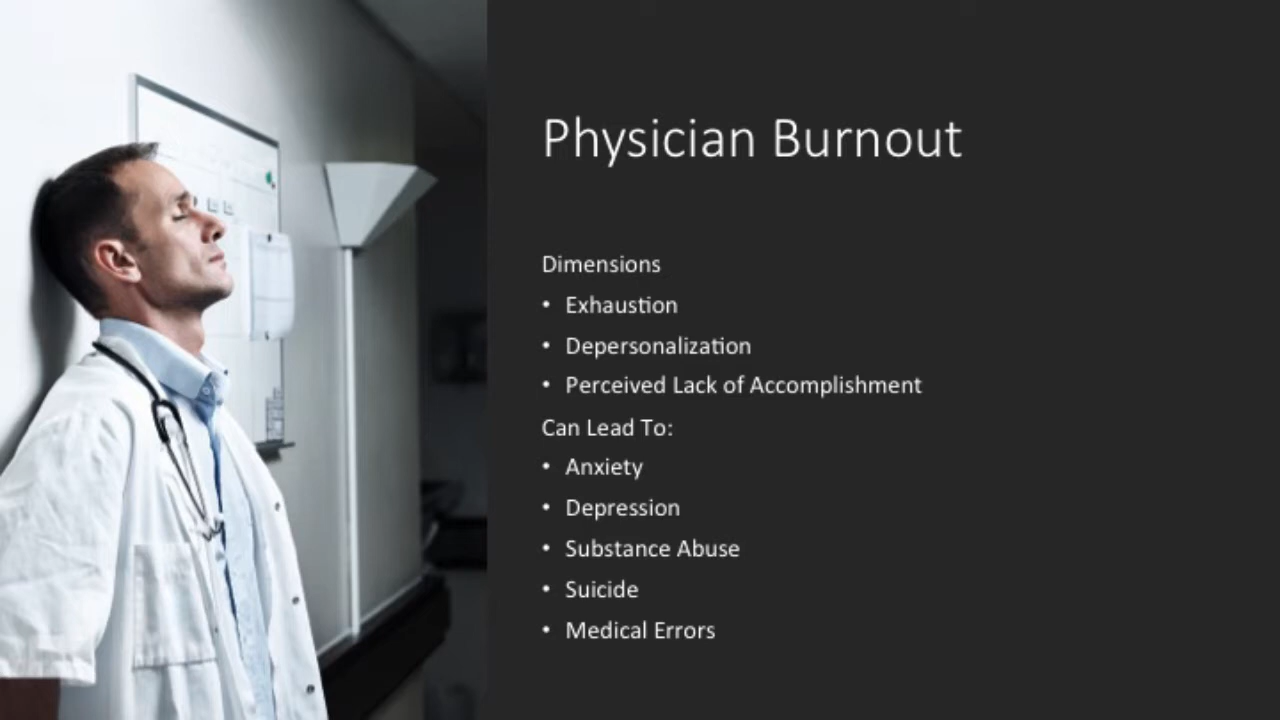 Physician Burnout
Dimensions
• Exhaustion
• Depersonalization
• Perceived Lack of Accomplishment
Can Lead To:
• Anxiety
• Depression
• Substance Abuse
• Suicide
• Medical Errors